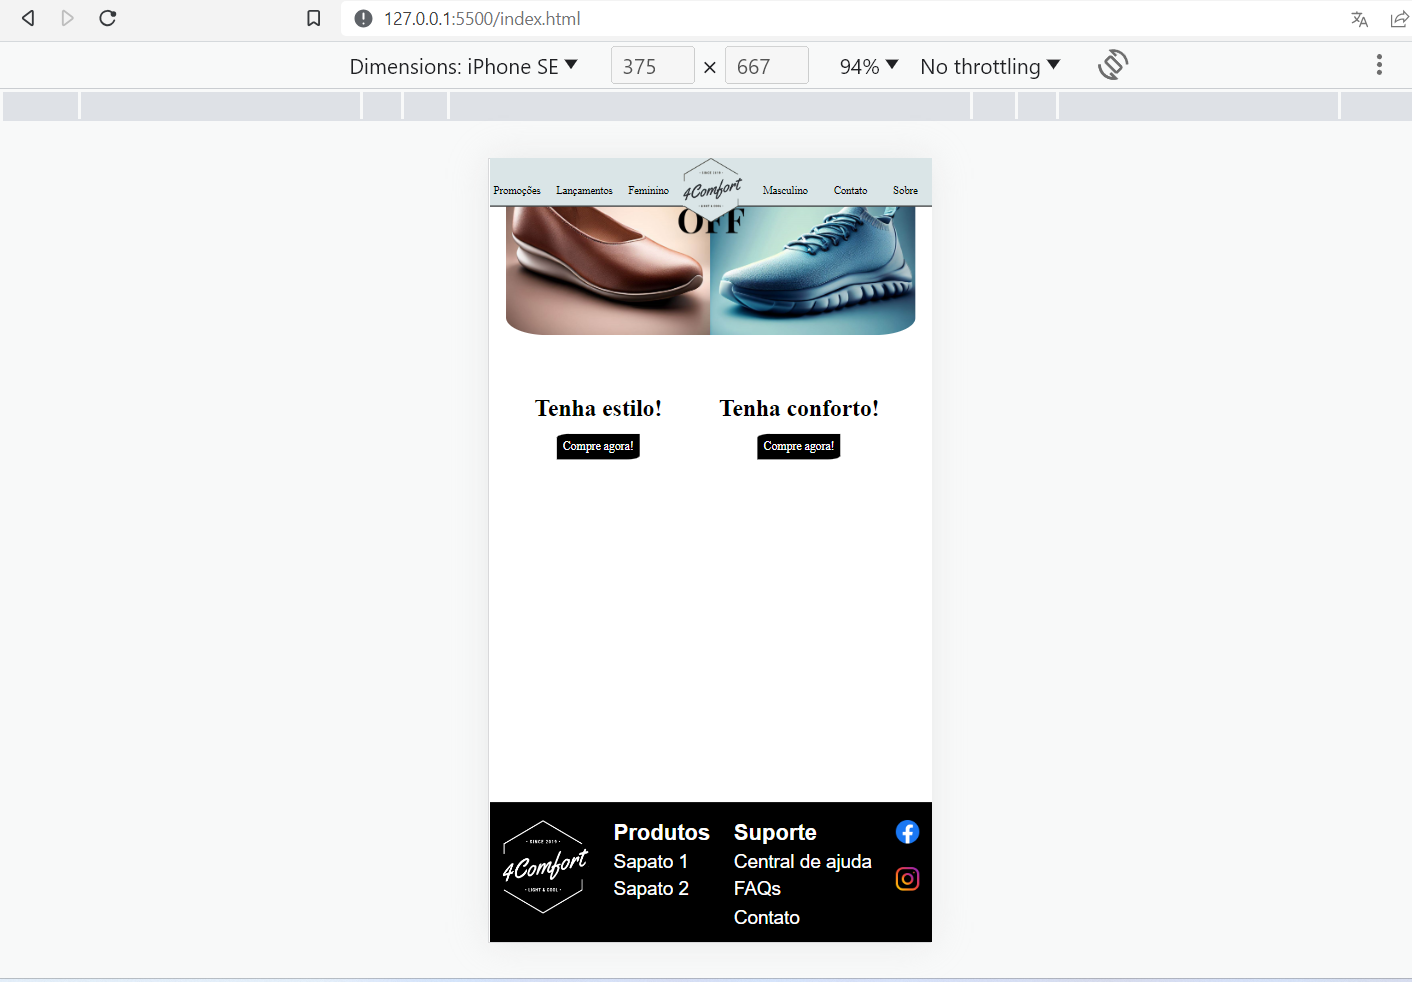 127.0.0.1:5500/index.html
Dimensions: iPhone SE 375 × 667 94% No throttling
Promoções Lançamentos Feminino Masculino Contato Sobre
SINCE 2019
4Comfort
LIGHT & COOL
OFF
Tenha estilo! Tenha conforto!
Compre agora! Compre agora!
SINCE 2019
4Comfort
LIGHT & COOL
Produtos
Sapato 1
Sapato 2
Suporte
Central de ajuda
FAQs
Contato